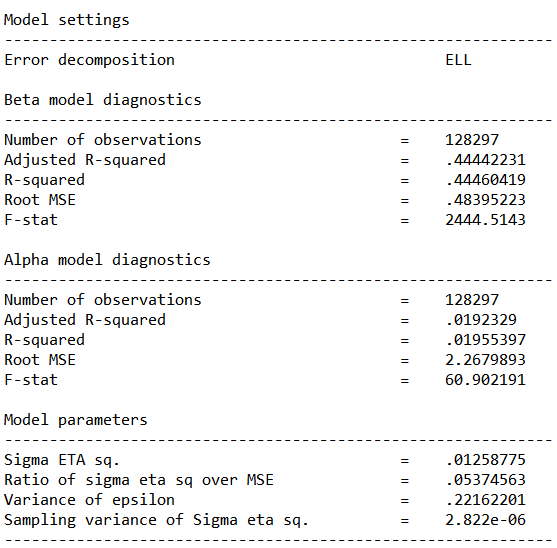 Model settings
--------------------------------------------------------------
Error decomposition ELL
Beta model diagnostics
--------------------------------------------------------------
Number of observations = 128297
Adjusted R-squared = .44442231
R-squared = .44460419
Root MSE = .48395223
F-stat = 2444.5143
Alpha model diagnostics
--------------------------------------------------------------
Number of observations = 128297
Adjusted R-squared = .0192329
R-squared = .01955397
Root MSE = 2.2679893
F-stat = 60.902191
Model parameters
--------------------------------------------------------------
Sigma ETA sq. = .01258775
Ratio of sigma eta sq over MSE = .05374563
Variance of epsilon = .22162201
Sampling variance of Sigma eta sq. = 2.822e-06
--------------------------------------------------------------